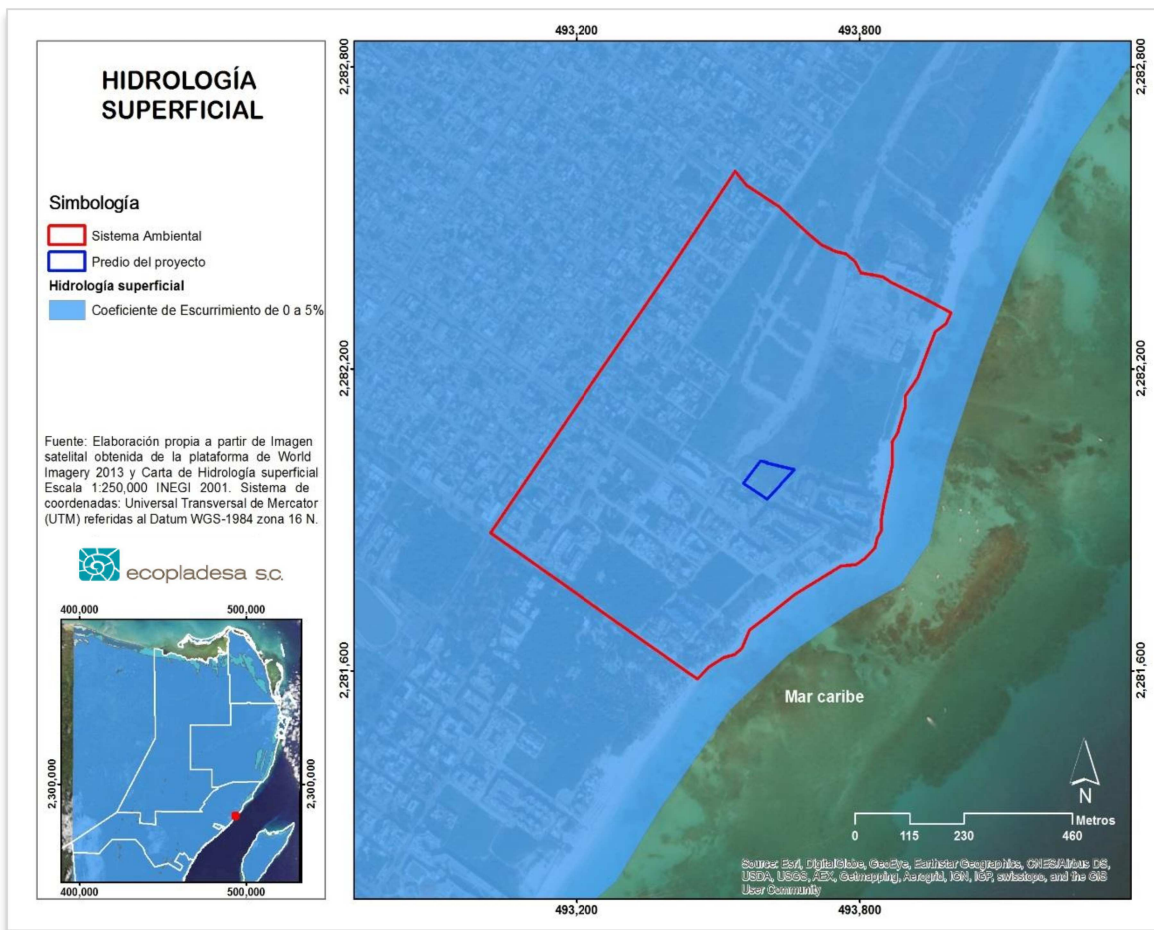 HIDROLOGÍA
SUPERFICIAL
Simbología
Sistema Ambiental
Predio del proyecto
Hidrología superficial
Coeficiente de Escurrimiento de 0 a 5%
Fuente: Elaboración propia a partir de Imagen
satelital obtenida de la plataforma de World
Imagery 2013 y Carta de Hidrología superficial
Escala 1:250,000 INEGI 2001. Sistema de
coordenadas: Universal Transversal de Mercator
(UTM) referidas al Datum WGS-1984 zona 16 N.
ecopladesa s.c.
400,000 500,000
2,300,000 2,300,000
400,000 500,000
493,200 493,800
2,282,800 2,282,800
2,282,200 2,282,200
2,281,600 2,281,600
Mar caribe
N
Metros
0 115 230 460
Source: Esri, DigitalGlobe, GeoEye, Earthstar Geographics, CNES/Airbus DS,
USDA, USGS, AEX, Getmapping, Aerogrid, IGN, IGP, swisstopo, and the GIS
User Community
493,200 493,800